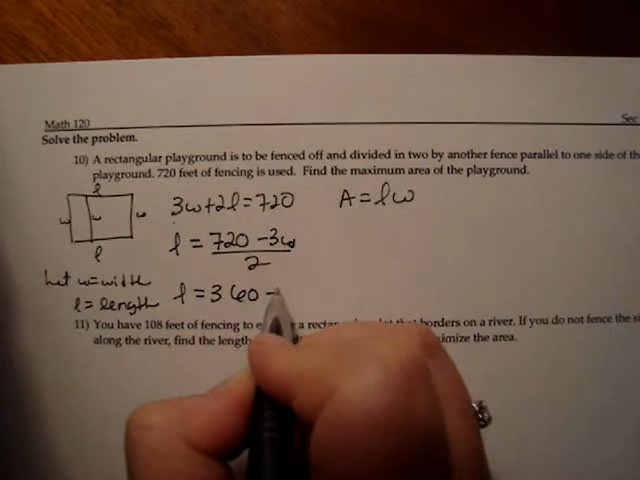 Math 120 Sec
Solve the problem.
10) A rectangular playground is to be fenced off and divided in two by another fence parallel to one side of the
playground. 720 feet of fencing is used. Find the maximum area of the playground.
l
w w w
l
3w+2l=720 A=lw
l = 720-3w
2
Let w=width
l = length l = 360 -
11) You have 108 feet of fencing to e a borders on a river. If you do not fence the
along the river, find the length the area.